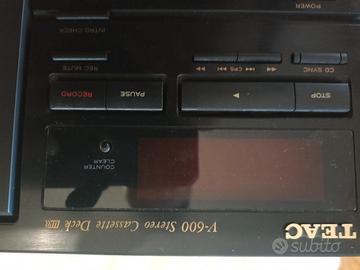 TEAC
V-600 Stereo Cassette Deck
COUNTER
CLEAR
STOP
PAUSE
RECORD
CD SYNC
CPS
REC MUTE
INTRO CHECK
POWER
Subito